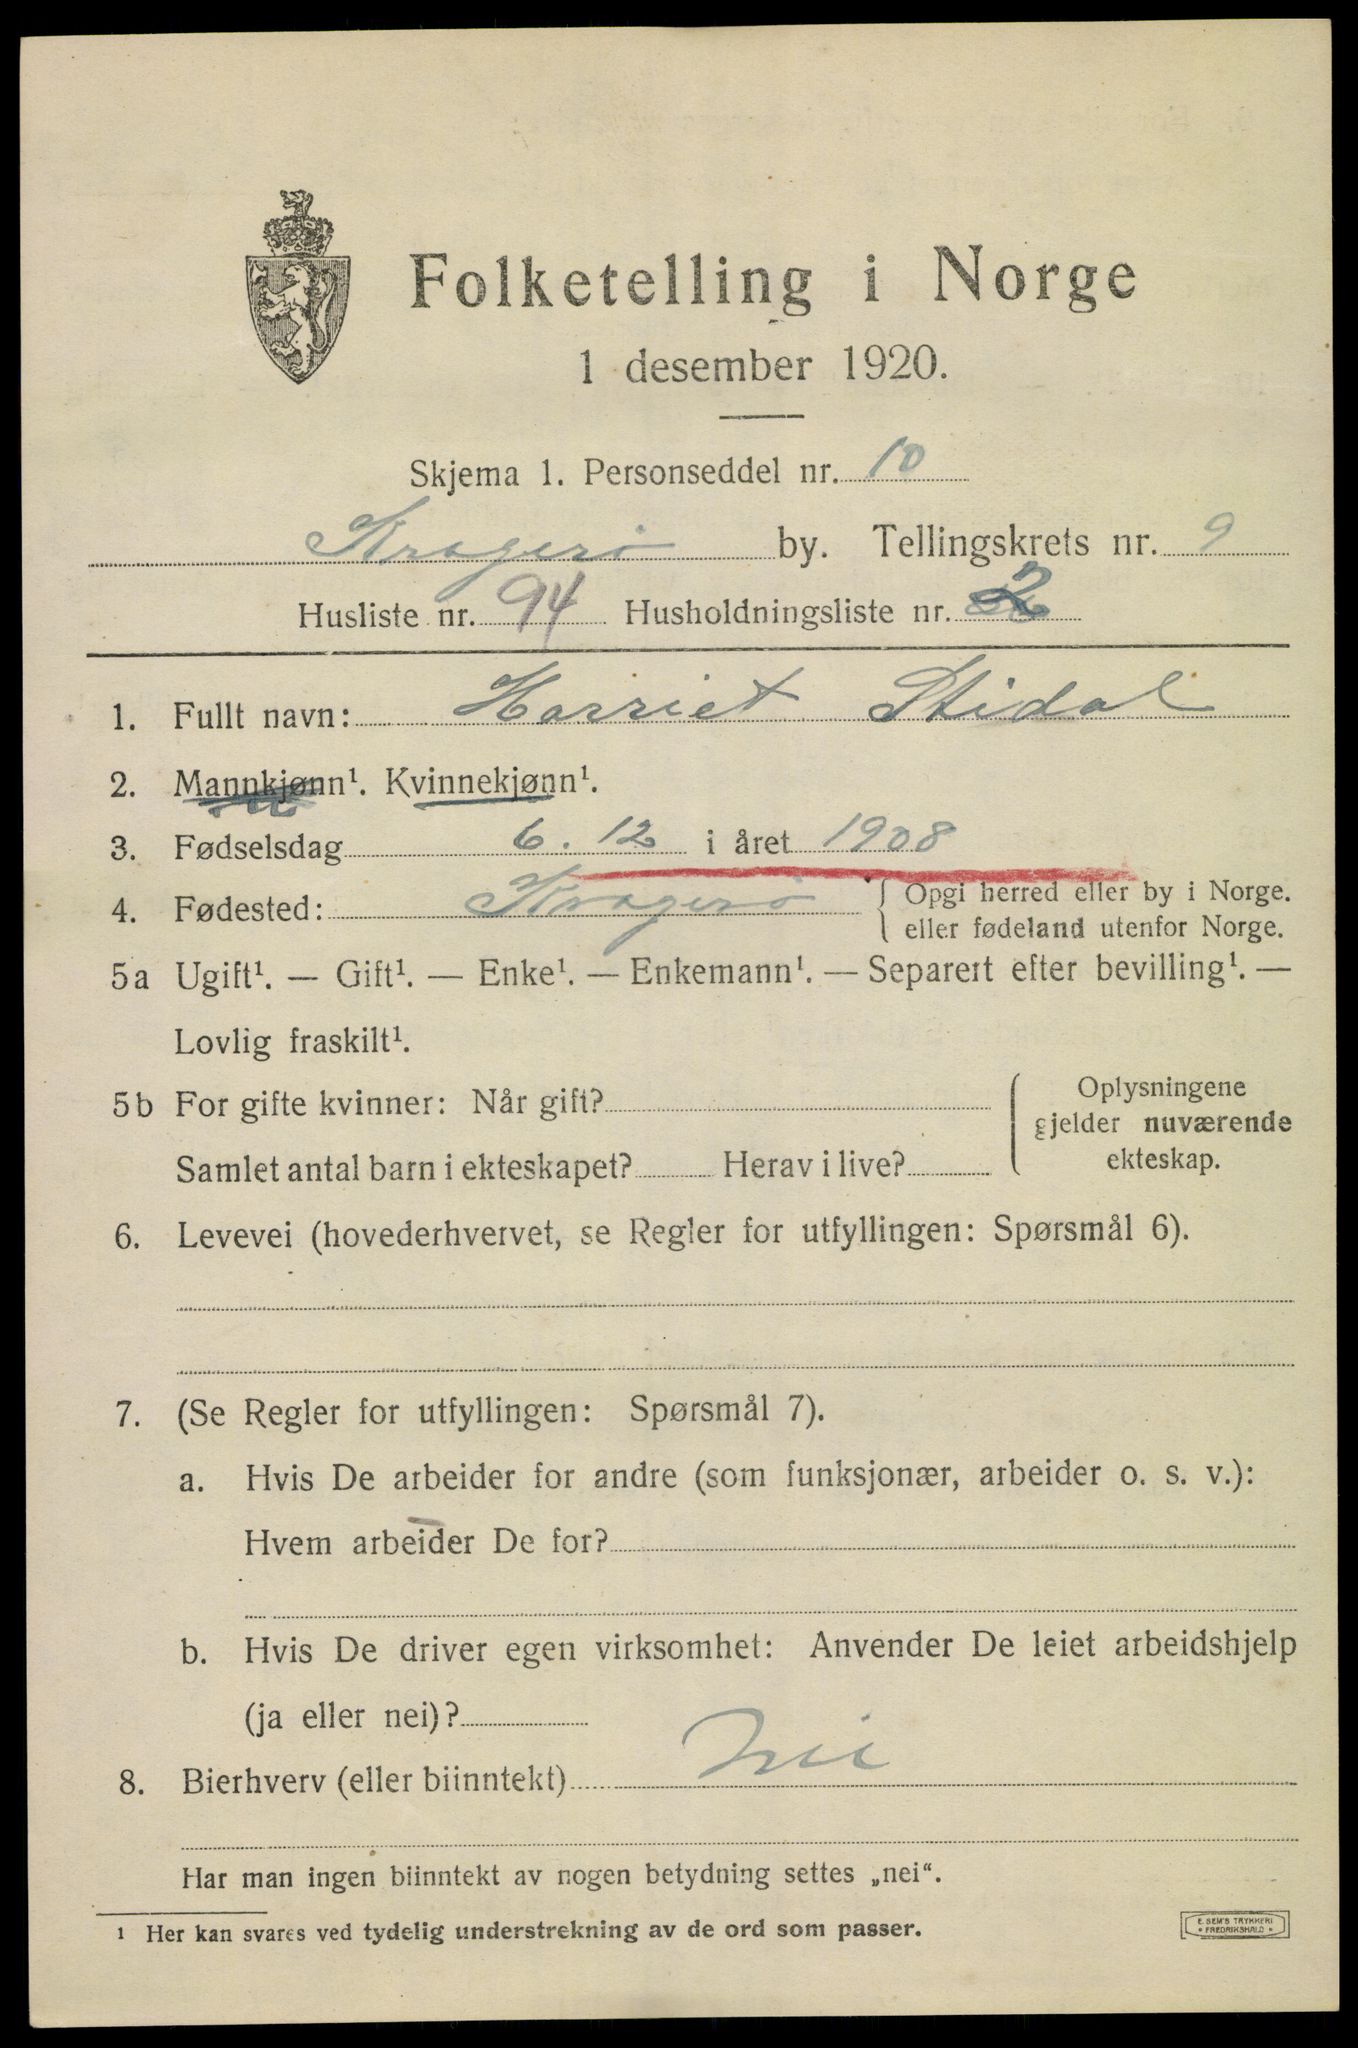 Folketelling i Norge
1 desember 1920.
Skjema 1. Personseddel nr. 10
Kragerø by. Tellingskrets nr. 9
Husliste nr. 94 Husholdningsliste nr. 2
1. Fullt navn: Harriet Stidal
2. Mannkjønn¹. Kvinnekjønn¹.
3. Fødselsdag 6. 12 i året 1908
4. Fødested: Kragerø { Opgi herred eller by i Norge.
eller fødeland utenfor Norge.
5a Ugift¹. — Gift¹. — Enke¹. — Enkemann¹. — Separert efter bevilling¹. —
Lovlig fraskilt¹.
5b For gifte kvinner: Når gift? { Oplysningene
gjelder nuværende
ekteskap.
Samlet antal barn i ekteskapet? Herav i live?
6. Levevei (hovederhvervet, se Regler for utfyllingen: Spørsmål 6).
7. (Se Regler for utfyllingen: Spørsmål 7).
a. Hvis De arbeider for andre (som funksjonær, arbeider o. s. v.):
Hvem arbeider De for?
b. Hvis De driver egen virksomhet: Anvender De leiet arbeidshjelp
(ja eller nei)?
8. Bierhverv (eller biinntekt) nei
Har man ingen biinntekt av nogen betydning settes „nei“.
¹ Her kan svares ved tydelig understrekning av de ord som passer.
E. SEM'S TRYKKERI
• FREDRIKSHALD •